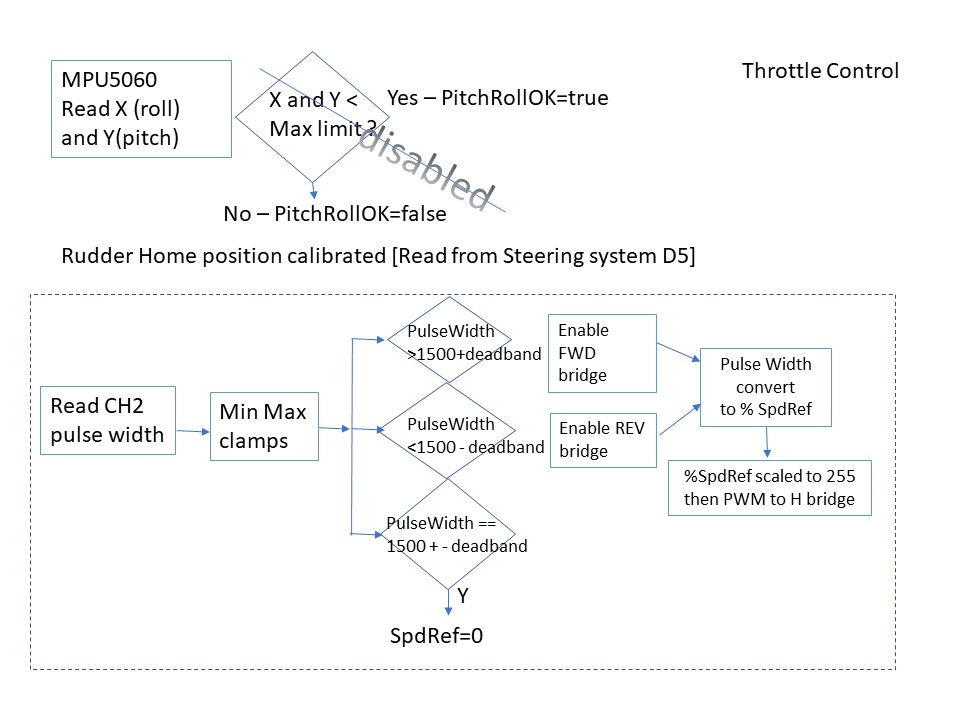 Throttle Control
MPU5060
Read X (roll)
and Y(pitch)
X and Y <
Max limit ?
Yes – PitchRollOK=true
disabled
No – PitchRollOK=false
Rudder Home position calibrated [Read from Steering system D5]
Read CH2
pulse width
Min Max
clamps
PulseWidth
>1500+deadband
PulseWidth
<1500 - deadband
PulseWidth ==
1500 + - deadband
Y
SpdRef=0
Enable
FWD
bridge
Enable REV
bridge
Pulse Width
convert
to % SpdRef
%SpdRef scaled to 255
then PWM to H bridge